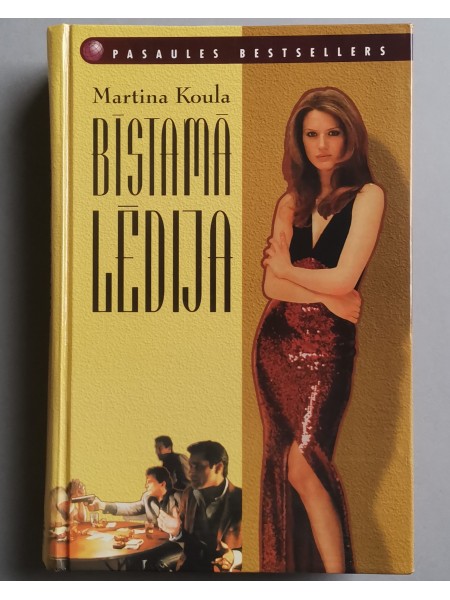 PASAULES BESTSELLERS
Martina Koula
BĪSTAMĀ
LĒDIJA